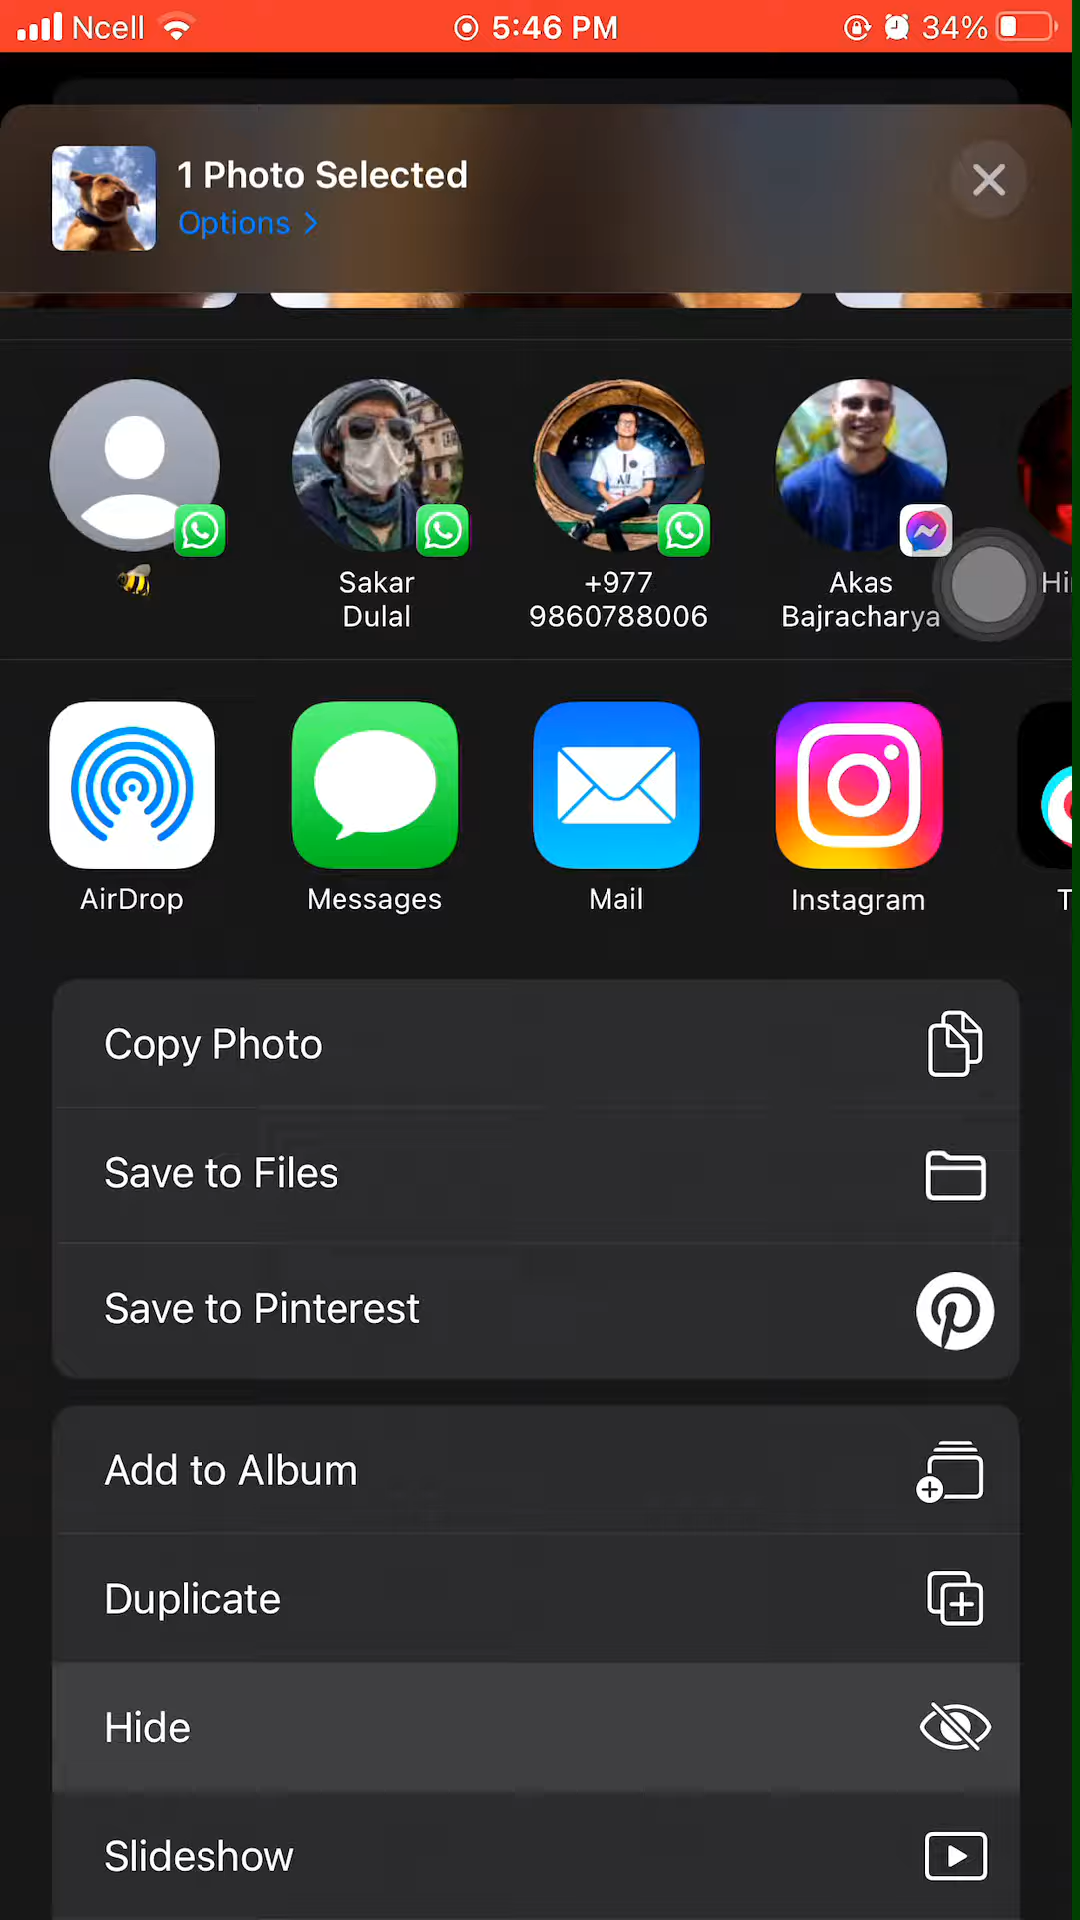 Ncell 5:46 PM 34%
1 Photo Selected
Options
Sakar
Dulal
+977
9860788006
Akas
Bajracharya
Hi
AirDrop
Messages
Mail
Instagram
T
Copy Photo
Save to Files
Save to Pinterest
Add to Album
Duplicate
Hide
Slideshow